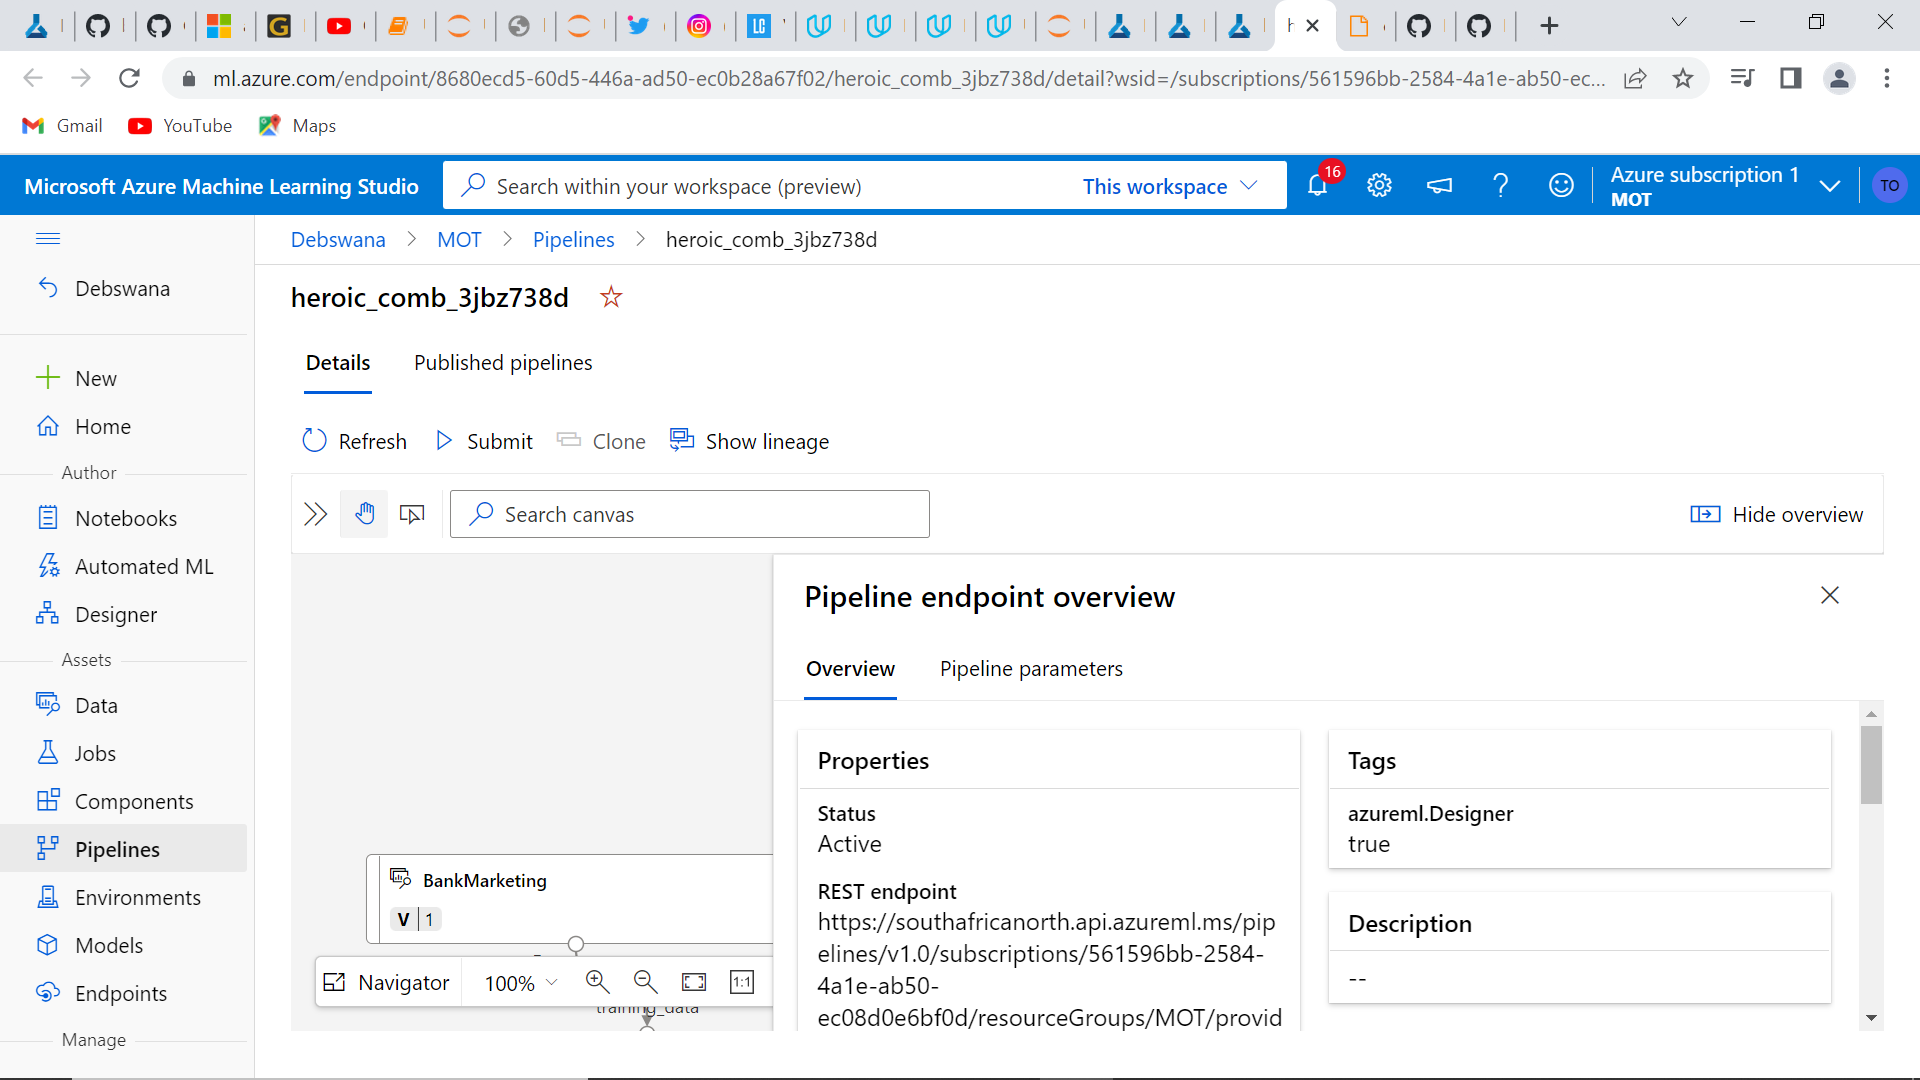 ml.azure.com/endpoint/8680ecd5-60d5-446a-ad50-ec0b28a67f02/heroic_comb_3jbz738d/detail?wsid=/subscriptions/561596bb-2584-4a1e-ab50-ec...
Gmail YouTube Maps
Microsoft Azure Machine Learning Studio Search within your workspace (preview) This workspace 16 Azure subscription 1
MOT TO
Debswana > MOT > Pipelines > heroic_comb_3jbz738d
Debswana
heroic_comb_3jbz738d
Details Published pipelines
New
Home
Refresh Submit Clone Show lineage
Author
Notebooks
Search canvas Hide overview
Automated ML
Designer
Pipeline endpoint overview
Assets
Overview Pipeline parameters
Data
Jobs
Components
Pipelines
Environments
Models
Endpoints
Manage
Properties
Status
Active
REST endpoint
https://southafricanorth.api.azureml.ms/pip
elines/v1.0/subscriptions/561596bb-2584-
4a1e-ab50-
ec08d0e6bf0d/resourceGroups/MOT/provid
Tags
azureml.Designer
true
Description
--
BankMarketing
V 1
Navigator 100% 1:1
training_data